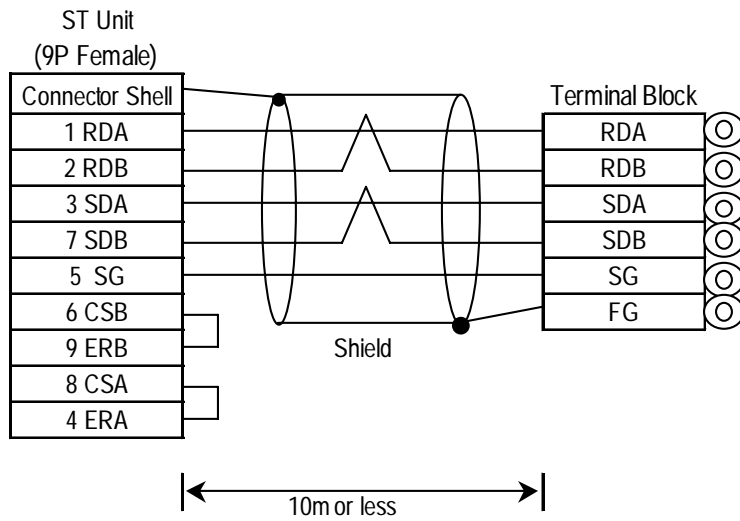 ST Unit
(9P Female)
Connector Shell
1 RDA
2 RDB
3 SDA
7 SDB
5 SG
6 CSB
9 ERB
8 CSA
4 ERA
Shield
Terminal Block
RDA
RDB
SDA
SDB
SG
FG
10m or less